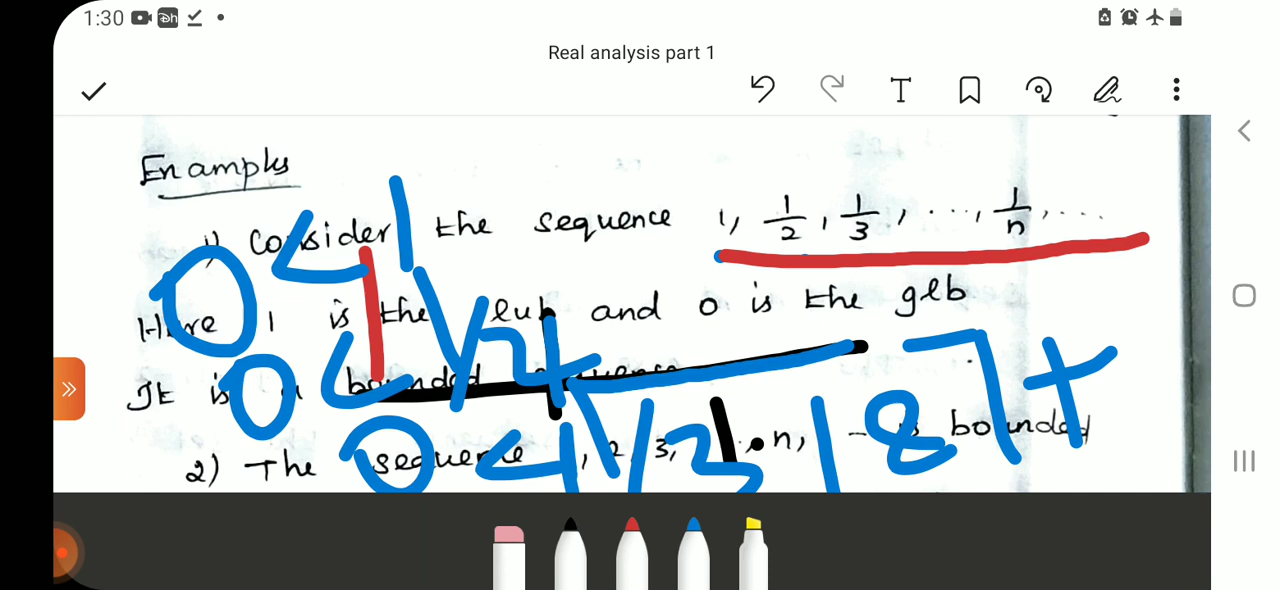 1:30
Real analysis part 1
T
Examples
1) Consider the sequence 1, 1/2, 1/3, ..., 1/n, ...
Here 1 is the lub and 0 is the glb
It is a bounded sequence
2) The sequence 1, 2, 3, n, is bounded
0 < 1
0 < 1/2
0 < 1/3